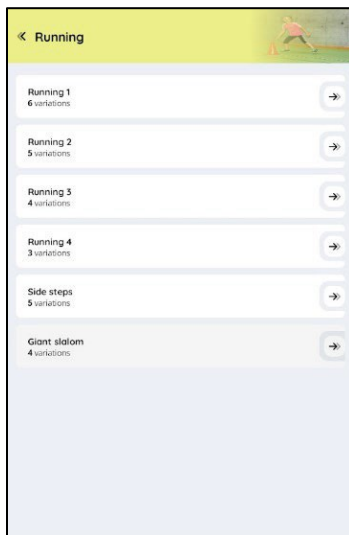 Running
Running 1
6 variations
Running 2
5 variations
Running 3
4 variations
Running 4
3 variations
Side steps
5 variations
Giant slalom
4 variations